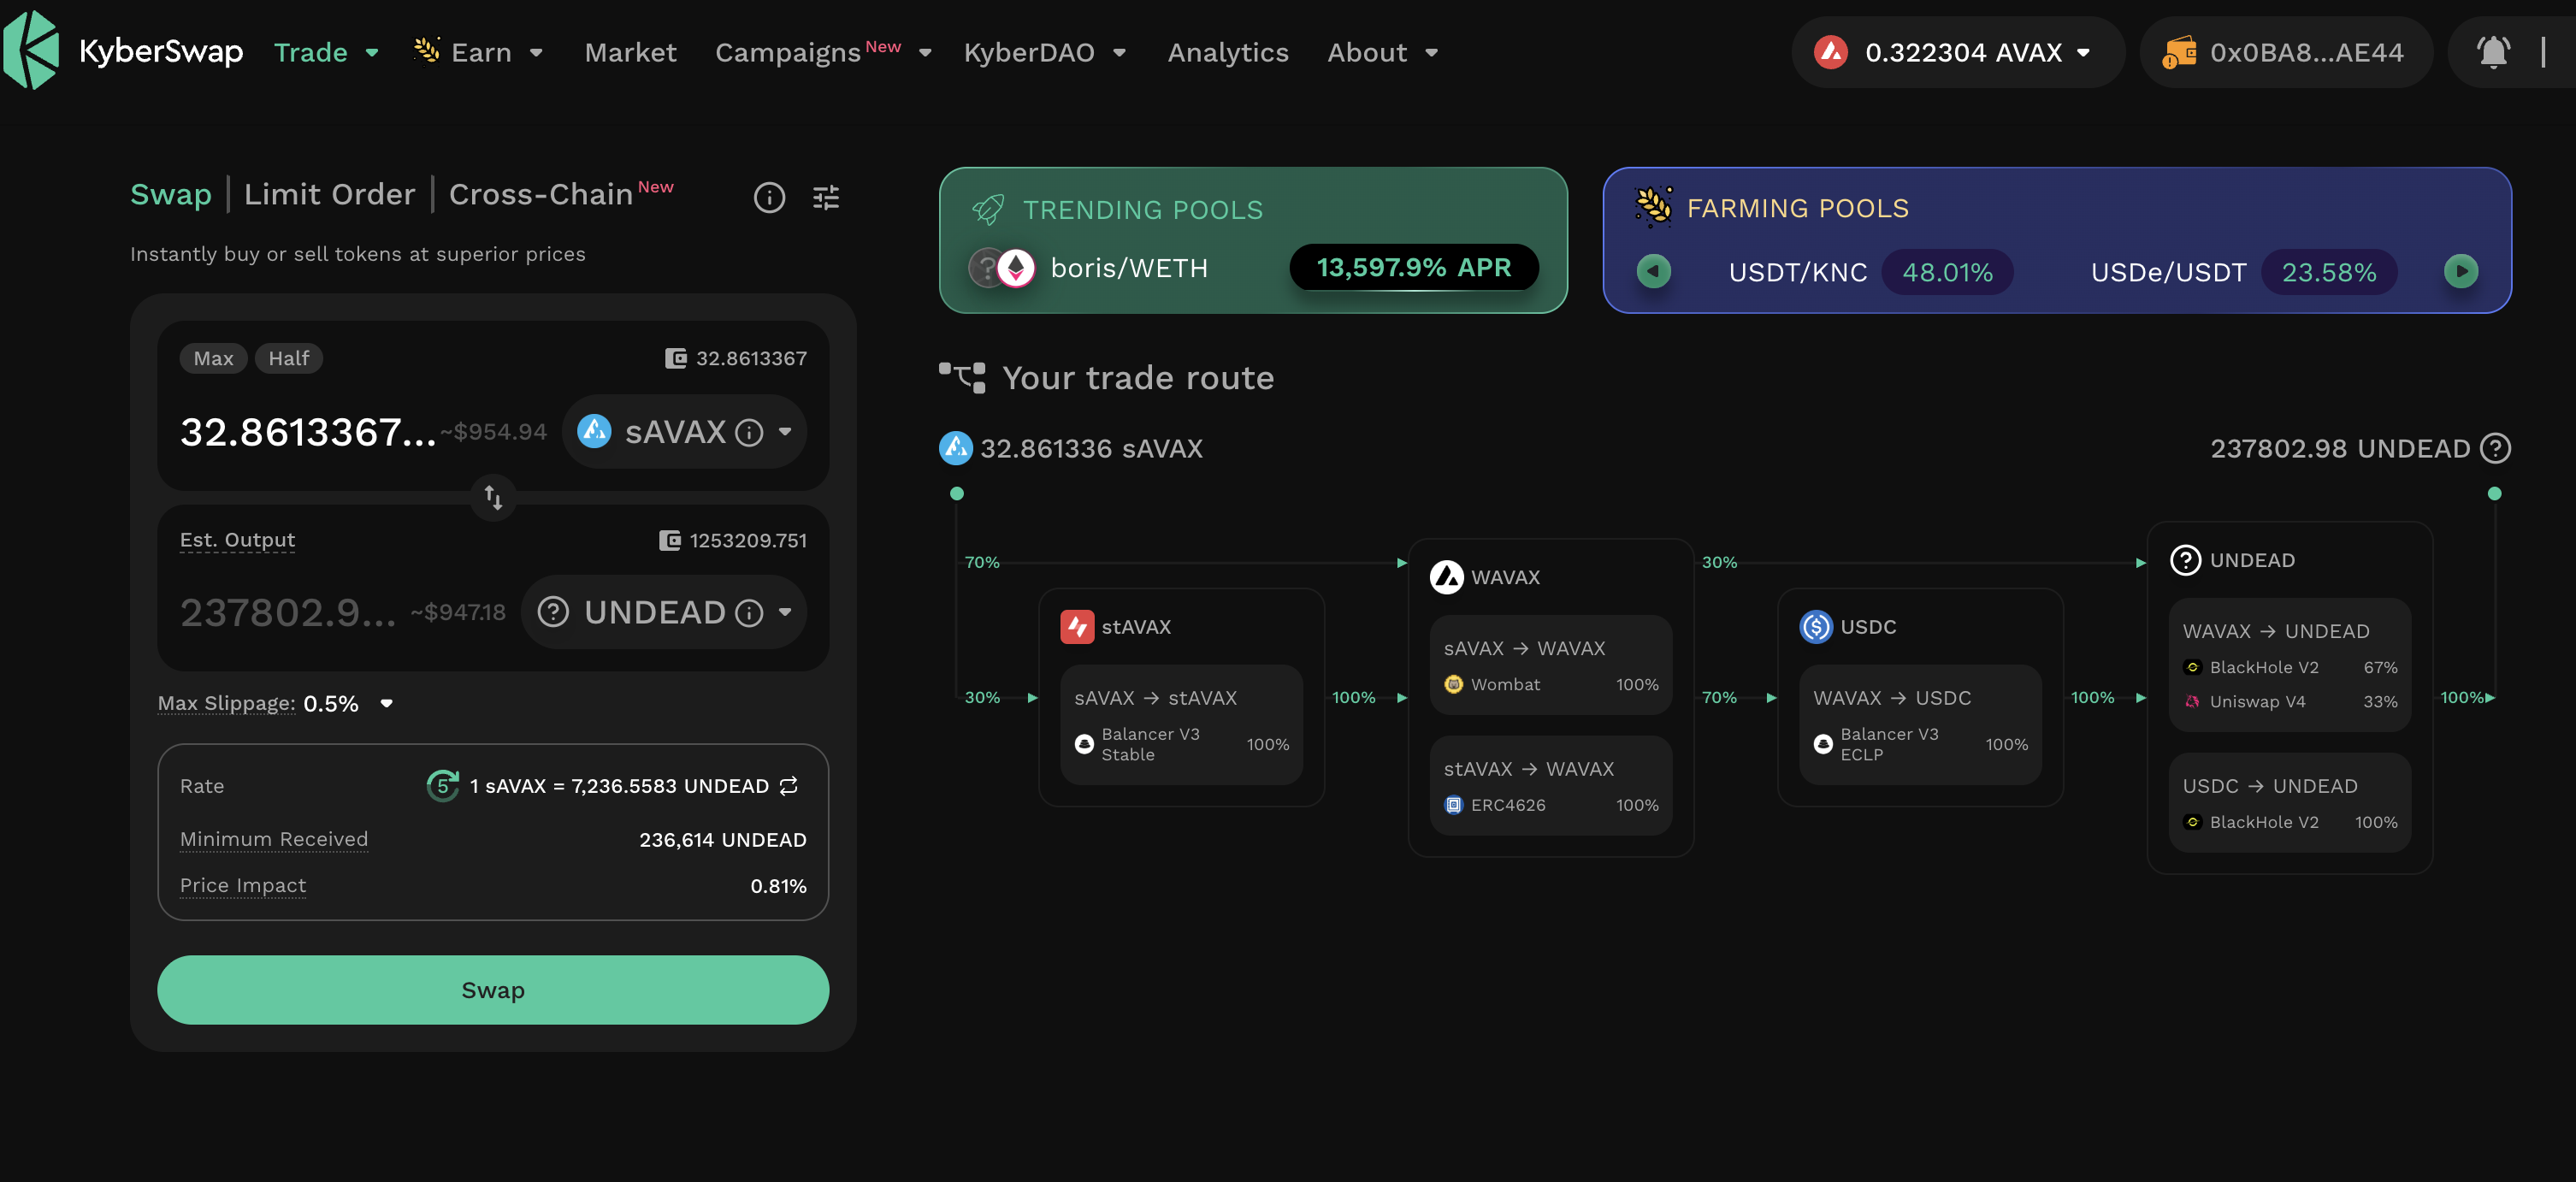 KyberSwap Trade Earn Market Campaigns New KyberDAO Analytics About 0.322304 AVAX 0x0BA8...AE44
Swap | Limit Order | Cross-Chain New
Instantly buy or sell tokens at superior prices
Max Half 32.8613367
32.8613367... ~$954.94 sAVAX
Est. Output 1253209.751
237802.9... ~$947.18 UNDEAD
Max Slippage: 0.5%
Rate 5 1 sAVAX = 7,236.5583 UNDEAD
Minimum Received 236,614 UNDEAD
Price Impact 0.81%
Swap
TRENDING POOLS
boris/WETH 13,597.9% APR
FARMING POOLS
USDT/KNC 48.01% USDe/USDT 23.58%
Your trade route
32.861336 sAVAX 237802.98 UNDEAD
70%
30%
stAVAX
sAVAX → stAVAX
Balancer V3
Stable 100%
100%
WAVAX
sAVAX → WAVAX
Wombat 100%
stAVAX → WAVAX
ERC4626 100%
30%
70%
USDC
WAVAX → USDC
Balancer V3
ECLP 100%
100%
UNDEAD
WAVAX → UNDEAD
BlackHole V2 67%
Uniswap V4 33%
USDC → UNDEAD
BlackHole V2 100%
100%